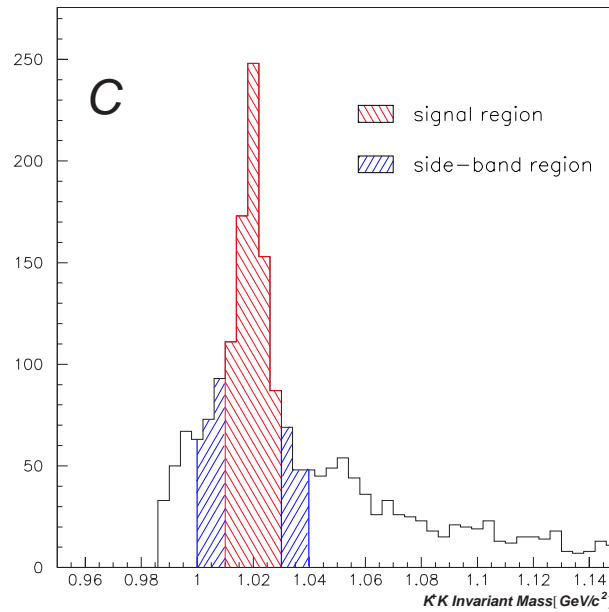 250
C
signal region
side-band region
200
150
100
50
0
0.96 0.98 1 1.02 1.04 1.06 1.08 1.1 1.12 1.14
K⁺K⁻ Invariant Mass[GeV/c²]